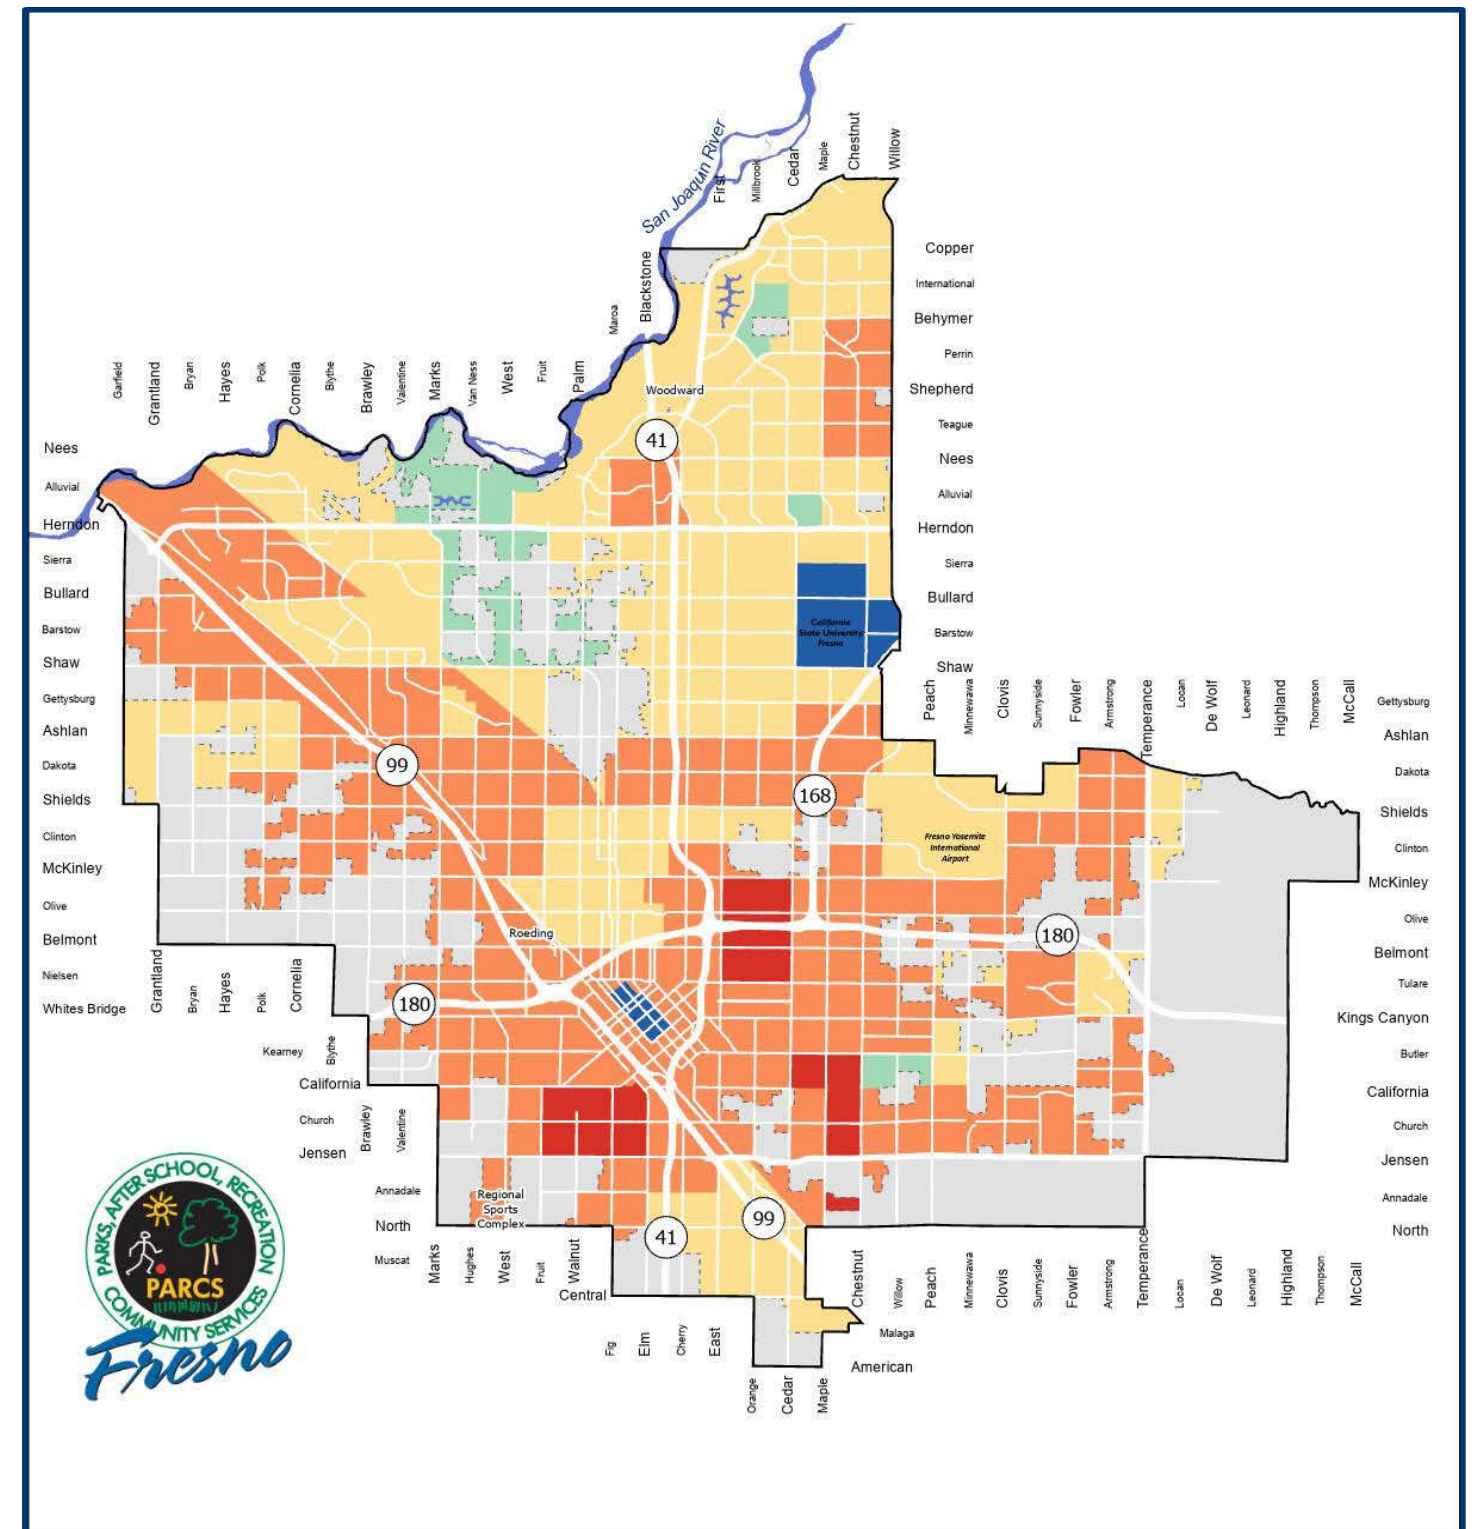 San Joaquin River
First
Millbrook
Cedar
Maple
Chestnut
Willow
Copper
International
Behymer
Perrin
Shepherd
Teague
Nees
Alluvial
Herndon
Sierra
Bullard
Barstow
Shaw
Maroa
Blackstone
Garfield
Grantland
Bryan
Hayes
Polk
Cornelia
Blythe
Brawley
Valentine
Marks
Van Ness
West
Fruit
Palm
Woodward
41
Nees
Alluvial
Herndon
Sierra
Bullard
Barstow
Shaw
Gettysburg
Ashlan
Dakota
Shields
Clinton
McKinley
Olive
Belmont
Nielsen
Whites Bridge
California
State University
Fresno
Peach
Minnewawa
Clovis
Sunnyside
Fowler
Armstrong
Temperance
Locan
De Wolf
Leonard
Highland
Thompson
McCall
Gettysburg
Ashlan
Dakota
Shields
Clinton
McKinley
Olive
Belmont
Tulare
Kings Canyon
Butler
California
Church
Jensen
Annadale
North
99
168
Fresno Yosemite
International
Airport
Roeding
180
180
Grantland
Bryan
Hayes
Polk
Cornelia
Kearney
Blythe
California
Church
Jensen
Brawley
Valentine
Annadale
North
Muscat
Regional
Sports
Complex
41
99
Marks
Hughes
West
Fruit
Walnut
Central
Fig
Elm
Cherry
East
Orange
Cedar
Maple
Chestnut
Willow
Peach
Minnewawa
Clovis
Sunnyside
Fowler
Armstrong
Temperance
Locan
De Wolf
Leonard
Highland
Thompson
McCall
Malaga
American
PARKS, AFTER SCHOOL, RECREATION
COMMUNITY SERVICES
PARCS
Fresno